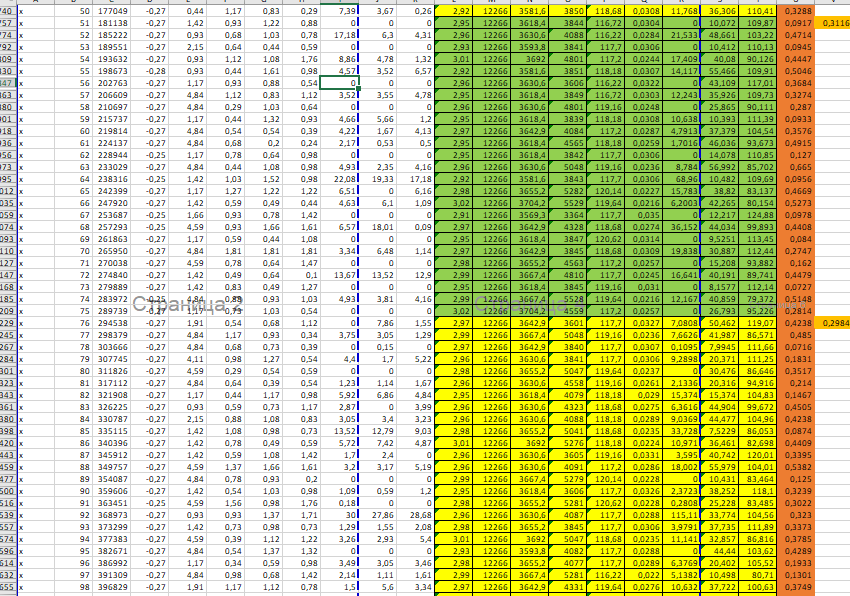 740 x 50 177049 -0,27 0,44 1,17 0,83 0,29 7,39 3,67 0,26 2,92 12266 3581,6 3850 118,68 0,0308 11,768 36,306 110,41 0,3288
757 x 51 181138 -0,27 1,42 0,93 1,22 0,88 0 0 0 2,95 12266 3618,4 3844 116,72 0,0304 0 10,072 109,87 0,0917 0,3116
774 x 52 185222 -0,27 0,93 0,68 1,03 0,78 17,18 6,3 4,31 2,96 12266 3630,6 4088 116,22 0,0284 21,533 48,661 103,22 0,4714
792 x 53 189551 -0,27 2,15 0,64 0,44 0,59 0 0 0 2,93 12266 3593,8 3841 117,7 0,0306 0 10,412 110,13 0,0945
809 x 54 193632 -0,27 0,93 1,12 1,08 1,76 8,86 4,78 1,32 3,01 12266 3692 4801 117,2 0,0244 17,409 40,08 90,126 0,4447
830 x 55 198673 -0,28 0,93 0,44 1,61 0,98 4,57 3,52 6,57 2,92 12266 3581,6 3851 118,18 0,0307 14,117 55,466 109,91 0,5046
847 x 56 202763 -0,27 1,17 0,93 0,88 0,54 0 0 0 2,96 12266 3630,6 3606 116,22 0,0322 0 43,109 117,01 0,3684
863 x 57 206609 -0,27 4,84 1,12 0,83 1,12 3,52 3,55 4,78 2,95 12266 3618,4 3849 116,72 0,0303 12,243 35,926 109,73 0,3274
880 x 58 210697 -0,27 4,84 0,29 1,03 0,64 0 0 0 2,95 12266 3630,6 4801 119,16 0,0248 0 25,865 90,111 0,287
901 x 59 215737 -0,27 1,17 0,44 1,32 0,93 4,66 5,66 1,2 2,95 12266 3618,4 3839 118,18 0,0308 10,638 10,393 111,39 0,0933
918 x 60 219814 -0,27 4,84 0,54 0,54 0,39 4,22 1,67 4,13 2,97 12266 3642,9 4084 117,2 0,0287 4,7913 37,379 104,54 0,3576
936 x 61 224137 -0,27 4,84 0,68 0,2 0,24 2,17 0,53 0,5 2,95 12266 3618,4 4565 118,18 0,0259 1,7016 46,036 93,673 0,4915
956 x 62 228944 -0,25 1,17 0,78 0,64 0,98 0 0 0 2,95 12266 3618,4 3842 117,7 0,0306 0 14,078 110,85 0,127
973 x 63 233029 -0,27 4,84 0,44 1,08 0,98 4,93 2,35 4,16 2,96 12266 3630,6 5048 119,16 0,0236 8,784 56,992 85,702 0,665
995 x 64 238316 -0,25 1,42 1,03 1,52 0,98 22,08 19,33 17,18 2,92 12266 3581,6 3843 117,7 0,0306 68,96 10,482 109,69 0,0956
012 x 65 242399 -0,27 1,17 1,27 1,22 1,22 6,51 0 6,16 2,98 12266 3655,2 5282 120,14 0,0227 15,783 38,82 83,137 0,4669
035 x 66 247920 -0,27 1,42 0,59 0,49 0,44 4,63 6,1 1,09 3,02 12266 3704,2 5529 119,64 0,0216 6,2003 42,265 80,154 0,5273
059 x 67 253687 -0,25 1,66 0,93 0,78 1,42 0 0 0 2,91 12266 3569,3 3364 117,7 0,035 0 12,217 124,88 0,0978
074 x 68 257293 -0,25 4,59 0,93 1,66 1,61 6,57 18,01 0,09 2,97 12266 3642,9 4328 118,68 0,0274 36,152 44,034 99,893 0,4408
093 x 69 261863 -0,27 1,17 0,59 0,44 1,08 0 0 0 2,95 12266 3618,4 3847 120,62 0,0314 0 9,5251 113,45 0,084
110 x 70 265950 -0,27 4,84 1,81 1,81 1,81 3,34 6,48 1,14 2,97 12266 3642,9 3845 118,68 0,0309 19,838 30,887 112,44 0,2747
127 x 71 270038 -0,27 4,59 0,78 0,64 1,47 0 0 0 2,98 12266 3655,2 4563 117,2 0,0257 0 15,208 93,882 0,162
147 x 72 274840 -0,27 1,42 0,49 0,64 0,1 13,67 13,52 12,9 2,99 12266 3667,4 4810 117,7 0,0245 16,641 40,191 89,741 0,4479
168 x 73 279889 -0,27 1,42 0,83 0,49 1,27 0 0 0 2,95 12266 3618,4 3845 119,16 0,031 0 8,1577 112,14 0,0727
185 x 74 283972 -0,25 4,84 0,88 0,93 1,03 4,93 3,81 4,16 2,98 12266 3647,2 5528 119,64 0,0216 12,167 40,859 79,372 0,5148
209 x 75 289739 -0,27 1,17 0,73 1,03 0,54 0 0 0 3,02 12266 3704,2 4559 117,2 0,0257 0 26,793 95,226 0,2814
Страница
229 x 76 294538 -0,27 1,91 0,54 0,68 1,12 0 7,86 1,55 2,97 12266 3642,9 3601 117,7 0,0327 7,0808 50,462 119,07 0,4238 0,2984
248 x 77 298379 -0,27 4,84 1,17 0,93 0,34 3,75 3,05 1,29 2,99 12266 3667,4 5048 119,16 0,0236 7,6626 41,987 86,571 0,485
267 x 78 303666 -0,27 4,84 0,68 0,73 0,39 0 0,15 0 2,97 12266 3642,9 3840 117,7 0,0307 0,1095 7,9945 111,66 0,0716
284 x 79 307745 -0,27 4,11 0,98 1,27 0,54 4,4 1,7 5,22 2,96 12266 3630,6 3841 117,7 0,0306 9,2898 20,371 111,25 0,1831
301 x 80 311826 -0,27 4,59 0,29 0,54 0,59 0 0 0 2,98 12266 3655,2 5047 119,64 0,0237 0 30,476 86,646 0,3517
323 x 81 317112 -0,27 4,84 0,64 0,39 0,54 1,23 1,14 1,67 2,96 12266 3630,6 4558 119,16 0,0261 2,1336 20,316 94,916 0,214
342 x 82 321908 -0,27 1,17 0,44 1,17 0,98 5,92 6,86 4,84 2,95 12266 3618,4 4079 118,18 0,029 15,374 15,374 104,83 0,1467
361 x 83 326225 -0,27 0,93 0,59 0,73 1,17 2,87 0 3,99 2,96 12266 3630,6 4323 118,68 0,0275 6,3616 44,904 99,672 0,4505
384 x 84 330787 -0,27 2,15 0,88 1,08 0,83 3,05 3,4 3,23 2,96 12266 3630,6 4088 118,18 0,0289 9,0369 44,477 104,96 0,4238
398 x 85 333115 -0,27 1,42 1,08 0,98 0,73 13,52 12,79 9,03 2,98 12266 3655,2 5041 118,68 0,0235 33,728 7,5229 86,053 0,0874
420 x 86 340396 -0,27 1,42 0,78 0,49 0,59 5,72 7,42 4,87 3,01 12266 3692 5276 118,18 0,0224 10,971 36,461 82,698 0,4409
443 x 87 345912 -0,27 1,42 0,59 1,08 1,42 1,7 2,4 0 2,96 12266 3630,6 3605 119,16 0,0331 3,595 40,742 120,01 0,3395
459 x 88 349757 -0,27 4,59 1,37 1,66 1,61 3,2 3,17 5,19 2,96 12266 3630,6 4091 117,2 0,0286 18,002 55,979 104,01 0,5382
477 x 89 354087 -0,27 4,84 0,78 0,93 0,2 0 0 0 2,99 12266 3667,4 5279 120,14 0,0228 0 10,431 83,464 0,125
500 x 90 359606 -0,27 1,42 0,54 1,03 0,98 1,09 0,59 1,2 2,95 12266 3618,4 3606 117,7 0,0326 2,3723 38,252 118,1 0,3239
516 x 91 363451 -0,25 4,59 1,56 0,98 1,76 0,18 0 0 2,98 12266 3655,2 5281 120,62 0,0228 0,2808 25,228 83,485 0,3022
539 x 92 368973 -0,27 0,93 0,93 1,37 1,71 30 27,86 28,68 2,96 12266 3630,6 4087 117,7 0,0288 115,11 33,774 104,56 0,323
557 x 93 373299 -0,27 1,42 0,73 0,98 0,73 1,29 1,55 2,08 2,98 12266 3655,2 3845 117,7 0,0306 3,9791 37,735 111,89 0,3373
574 x 94 377383 -0,27 4,59 0,39 1,12 1,22 3,26 2,93 5,4 3,01 12266 3692 5047 118,68 0,0235 11,141 32,857 86,816 0,3785
596 x 95 382671 -0,27 4,84 0,54 1,37 1,32 0 0 0 2,93 12266 3593,8 4082 117,7 0,0288 0 44,44 103,62 0,4289
614 x 96 386992 -0,27 1,17 0,34 0,59 0,98 3,49 3,05 3,46 2,98 12266 3655,2 4077 117,7 0,0289 6,3769 20,402 105,52 0,1933
632 x 97 391309 -0,27 4,84 0,98 0,68 1,42 2,14 1,11 1,61 2,99 12266 3667,4 5281 116,22 0,022 5,1382 10,498 80,71 0,1301
655 x 98 396829 -0,27 1,91 1,17 1,12 0,78 1,5 5,6 3,34 2,97 12266 3642,9 4331 119,64 0,0276 10,632 37,722 100,63 0,3749